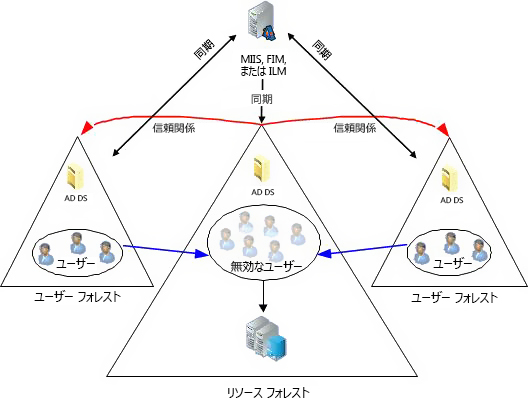 同期
同期
MIIS, FIM,
または ILM
同期
信頼関係
信頼関係
AD DS
AD DS
AD DS
ユーザー
無効なユーザー
ユーザー
ユーザー フォレスト
ユーザー フォレスト
リソース フォレスト